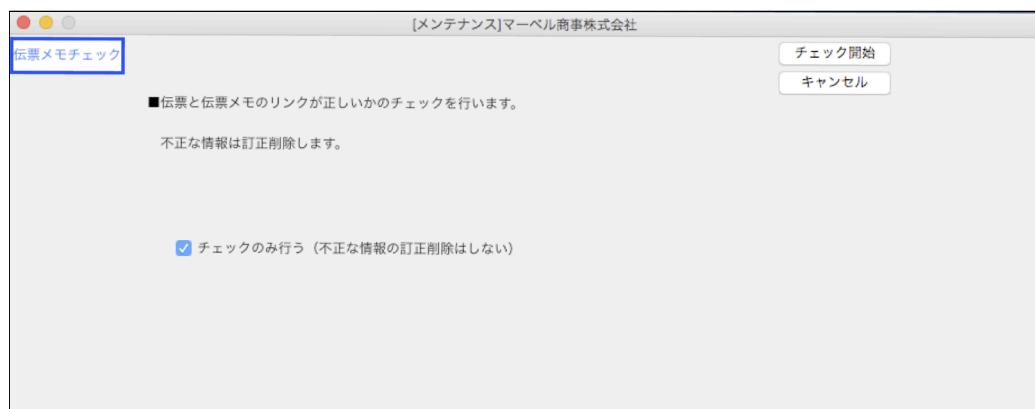 [メンテナンス]マーベル商事株式会社
伝票メモチェック
チェック開始
キャンセル
■伝票と伝票メモのリンクが正しいかのチェックを行います。
不正な情報は訂正削除します。
チェックのみ行う（不正な情報の訂正削除はしない）